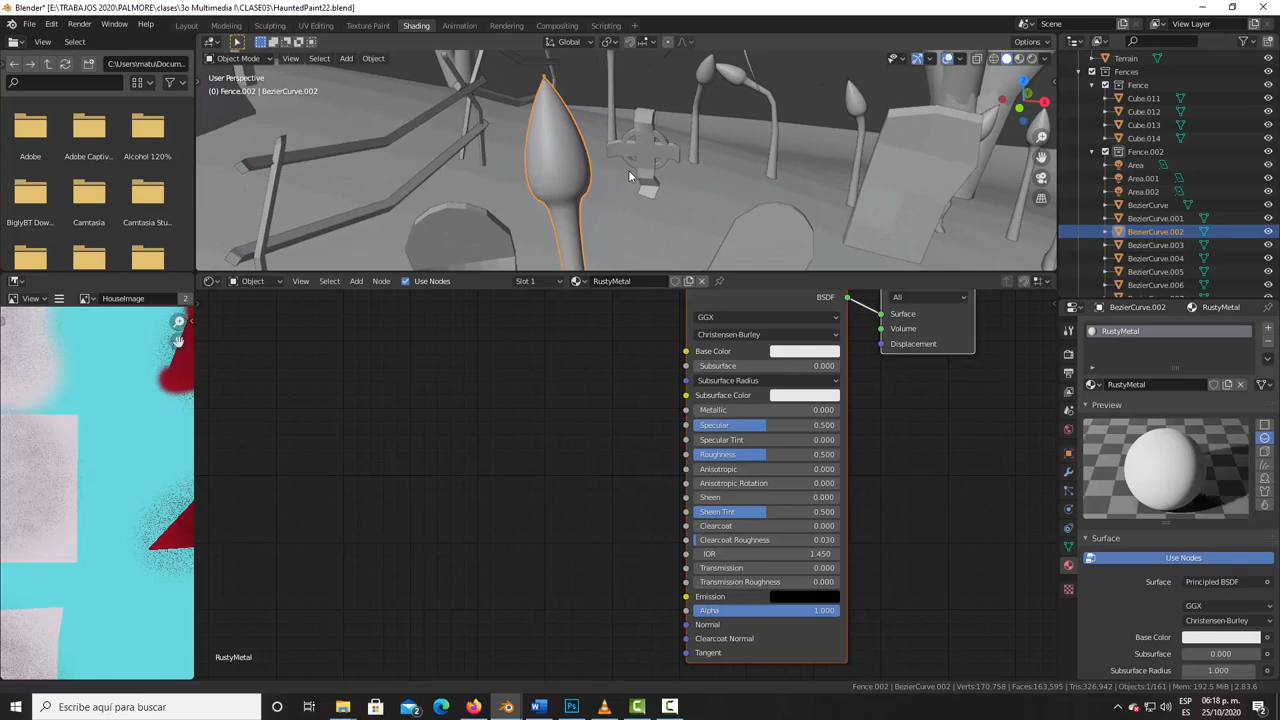 Blender* [E:\TRABAJOS 2020\PALMORE\clases\3o Multimedia I\CLASE03\HauntedPaint22.blend]
File Edit Render Window Help Layout Modeling Sculpting UV Editing Texture Paint Shading Animation Rendering Compositing Scripting Scene View Layer
View Select Global Options
C:\Users\matu\Docum...
Object Mode View Select Add Object
User Perspective
(0) Fence.002 | BezierCurve.002
Adobe Adobe Captiv... Alcohol 120%
BiglyBT Down... Camtasia Camtasia Stu...
Terrain
Fences
Fence
Cube.011
Cube.012
Cube.013
Cube.014
Fence.002
Area
Area.001
Area.002
BezierCurve
BezierCurve.001
BezierCurve.002
BezierCurve.003
BezierCurve.004
BezierCurve.005
BezierCurve.006
Object View Select Add Node Use Nodes Slot 1 RustyMetal
View HouseImage 2
BSDF
GGX
Christensen-Burley
Base Color
Subsurface 0.000
Subsurface Radius
Subsurface Color
Metallic 0.000
Specular 0.500
Specular Tint 0.000
Roughness 0.500
Anisotropic 0.000
Anisotropic Rotation 0.000
Sheen 0.000
Sheen Tint 0.500
Clearcoat 0.000
Clearcoat Roughness 0.030
IOR 1.450
Transmission 0.000
Transmission Roughness 0.000
Emission
Alpha 1.000
Normal
Clearcoat Normal
Tangent
All
Surface
Volume
Displacement
RustyMetal
BezierCurve.002 RustyMetal
RustyMetal
RustyMetal
Preview
Surface
Use Nodes
Surface Principled BSDF
GGX
Christensen-Burley
Base Color
Subsurface 0.000
Subsurface Radius 1.000
Fence.002 | BezierCurve.002 | Verts:170,758 | Faces:163,595 | Tris:326,942 | Objects:1/161 | Mem: 192.5 MiB | 2.83.6
Escribe aquí para buscar
ESP
ES
06:18 p. m.
25/10/2020